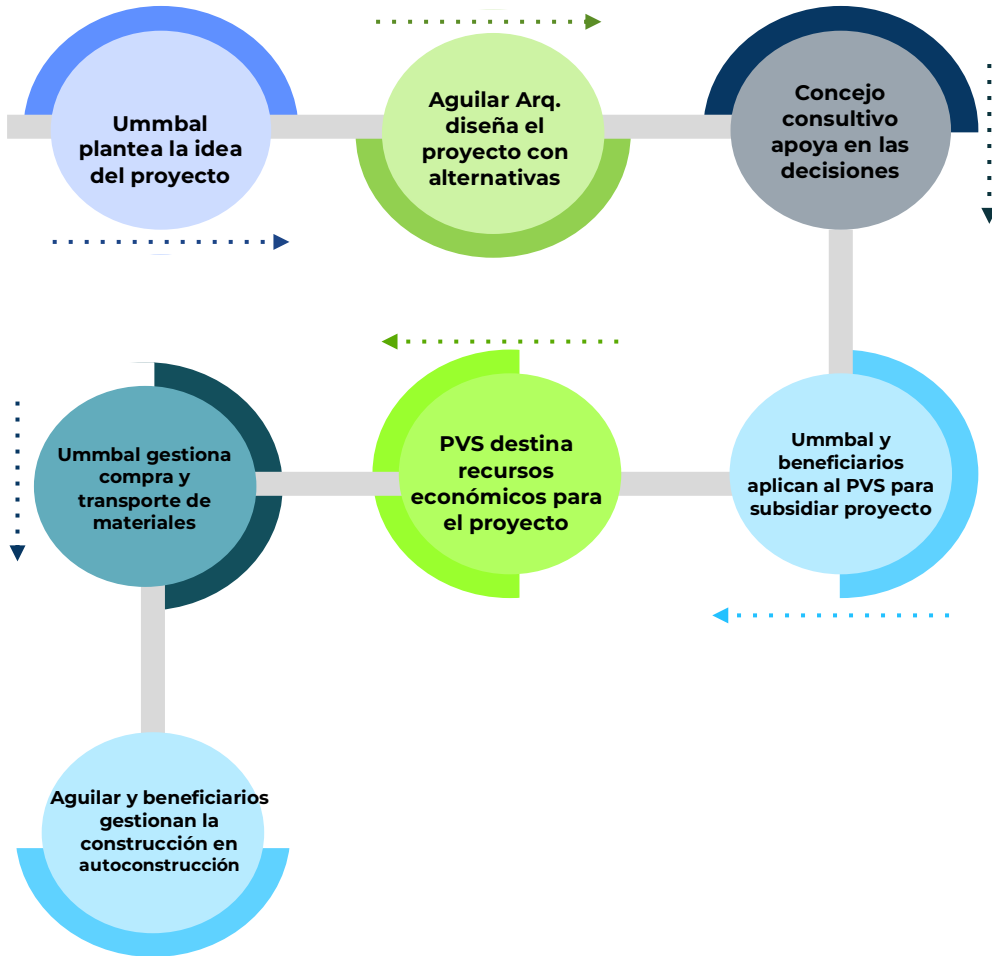 Ummbal
plantea la idea
del proyecto
Aguilar Arq.
diseña el
proyecto con
alternativas
Concejo
consultivo
apoya en las
decisiones
Ummbal y
beneficiarios
aplican al PVS para
subsidiar proyecto
PVS destina
recursos
económicos para
el proyecto
Ummbal gestiona
compra y
transporte de
materiales
Aguilar y beneficiarios
gestionan la
construcción en
autoconstrucción